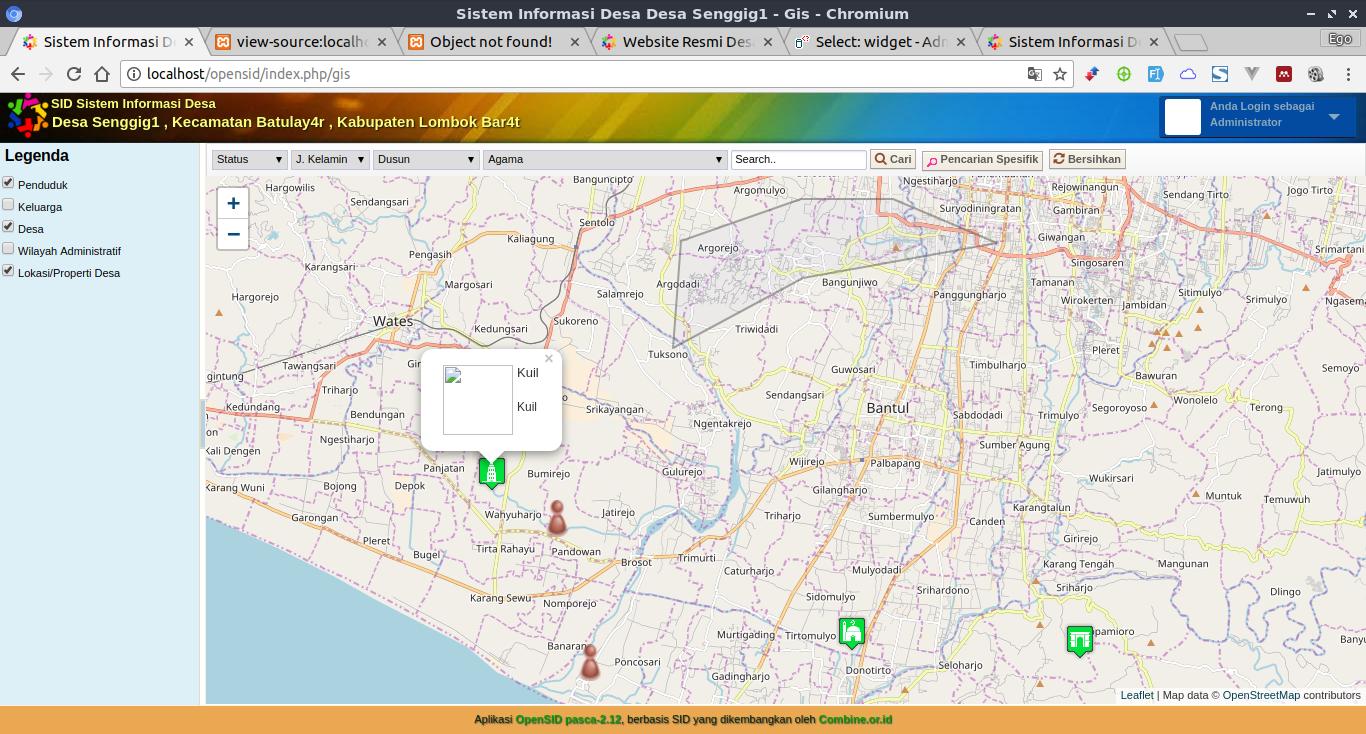 Sistem Informasi Desa Desa Senggig1 - Gis - Chromium
Sistem Informasi D
view-source:localh
Object not found!
Website Resmi Des
Select: widget - Adn
Sistem Informasi D
Ego
localhost/opensid/index.php/gis
SID Sistem Informasi Desa
Desa Senggig1 , Kecamatan Batulay4r , Kabupaten Lombok Bar4t
Anda Login sebagai
Administrator
Legenda
Penduduk
Keluarga
Desa
Wilayah Administratif
Lokasi/Properti Desa
Status
J. Kelamin
Dusun
Agama
Search..
Cari
Pencarian Spesifik
Bersihkan
+
−
Banguncipto
Hargowilis
Sendangsari
Sentolo
Argomulyo
Ngestiharjo
Rejowinangun
Sendang Tirto
Jogo Tirto
Suryodiningratan
Gambiran
Kaliagung
Pengasih
Karangsari
Argorejo
Giwangan
Singosaren
Srimartani
Margosari
Argodadi
Bangunjiwo
Tamanan
Salamrejo
Hargorejo
Panggungharjo
Wirokerten
Jambidan
Sitimulyo
Srimulyo
Ngasem
Wates
Kedungsari
Sukoreno
Triwidadi
Tuksono
Pleret
Tawangsari
Gir
Guwosari
Timbulharjo
Bawuran
Semoyo
gintung
Triharjo
Kuil
Kuil
o
Sendangsari
Wonolelo
Kedundang
Bendungan
Srikayangan
Bantul
Segoroyoso
Terong
Ngentakrejo
Sabdodadi
Trimulyo
on
Ngestiharjo
Sumber Agung
Kali Dengen
Panjatan
Wijirejo
Palbapang
Bumirejo
Gulurejo
Jatimulyo
Karang Wuni
Bojong
Depok
Wukirsari
Gilangharjo
Muntuk
Temuwuh
Karangtalun
Garongan
Wahyuharjo
Jatirejo
Triharjo
Sumbermulyo
Canden
Pleret
Girirejo
Bugel
Tirta Rahayu
Pandowan
Trimurti
Brosot
Karang Tengah
Mangunan
Caturharjo
Mulyodadi
Srihardono
Sriharjo
Dlingo
Karang Sewu
Nomporejo
Sidomulyo
Murtigading
Tirtomulyo
pamioro
Banyu
Banaran
Poncosari
Donotirto
Seloharjo
Gadingharjo
Leaflet | Map data © OpenStreetMap contributors
Aplikasi OpenSID pasca-2.12, berbasis SID yang dikembangkan oleh Combine.or.id